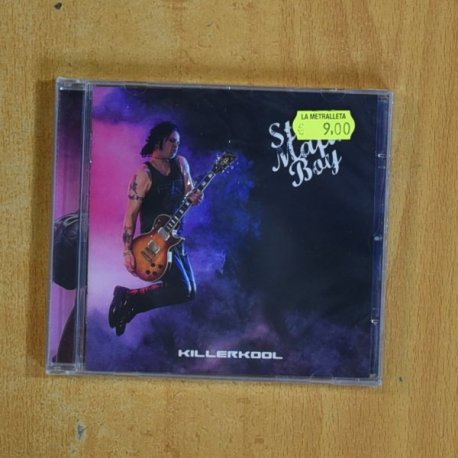 LA METRALLETA
€ 9,00
Boy
KILLERKOOL